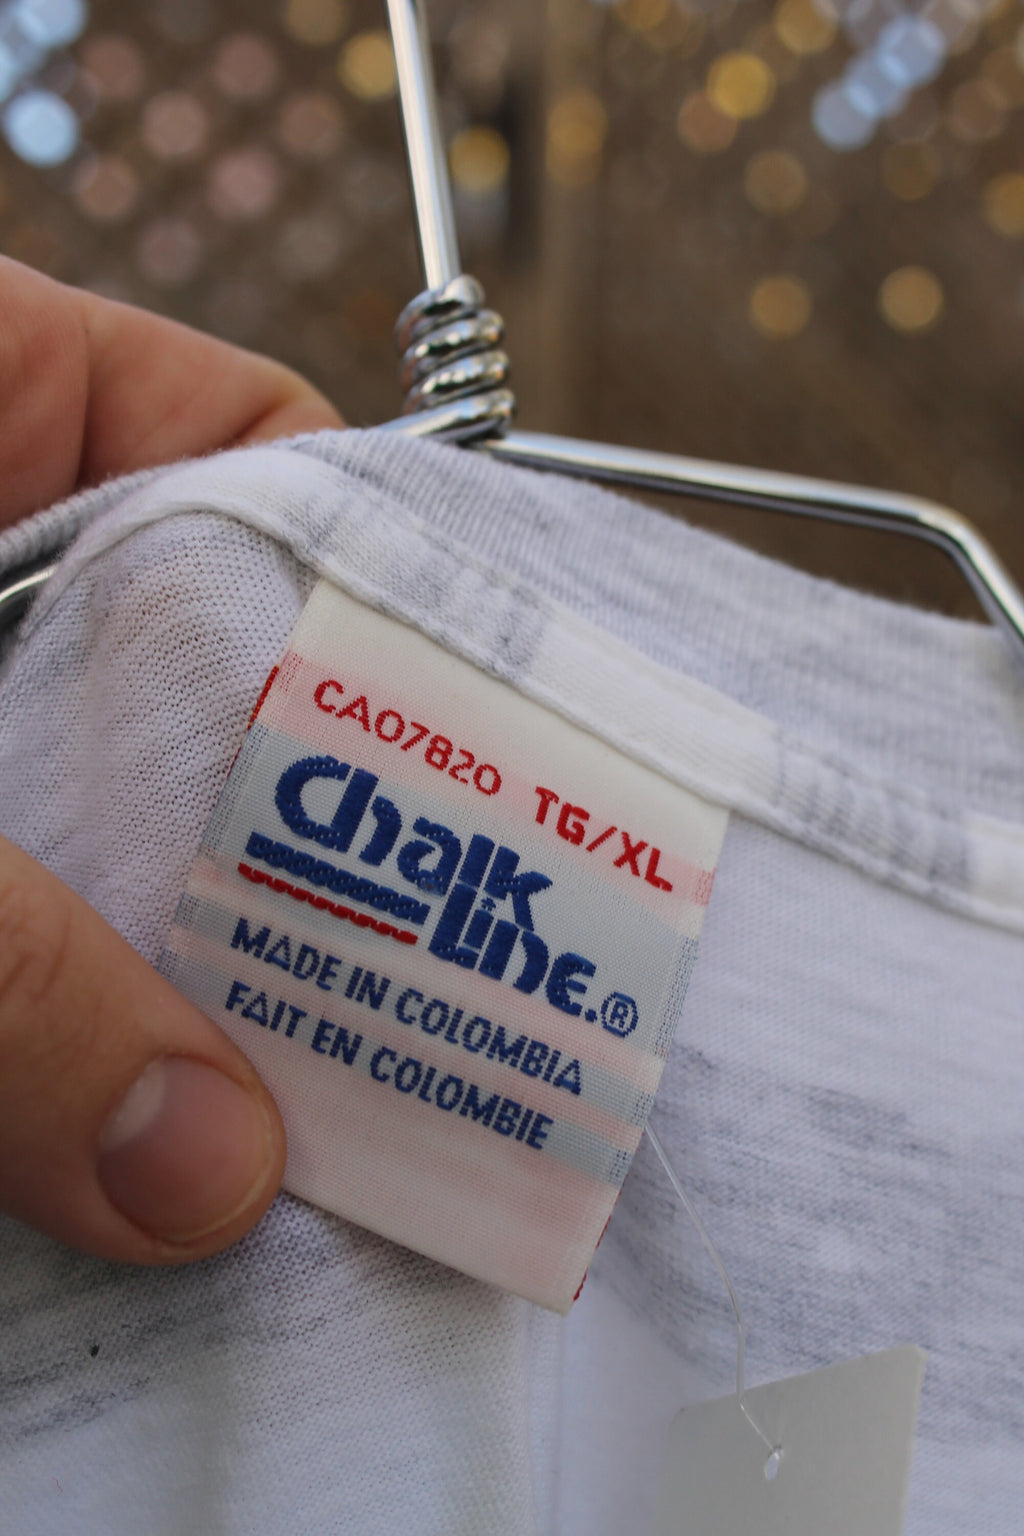 CA07820 TG/XL
Chalk
Line.®
MADE IN COLOMBIA
FAIT EN COLOMBIE